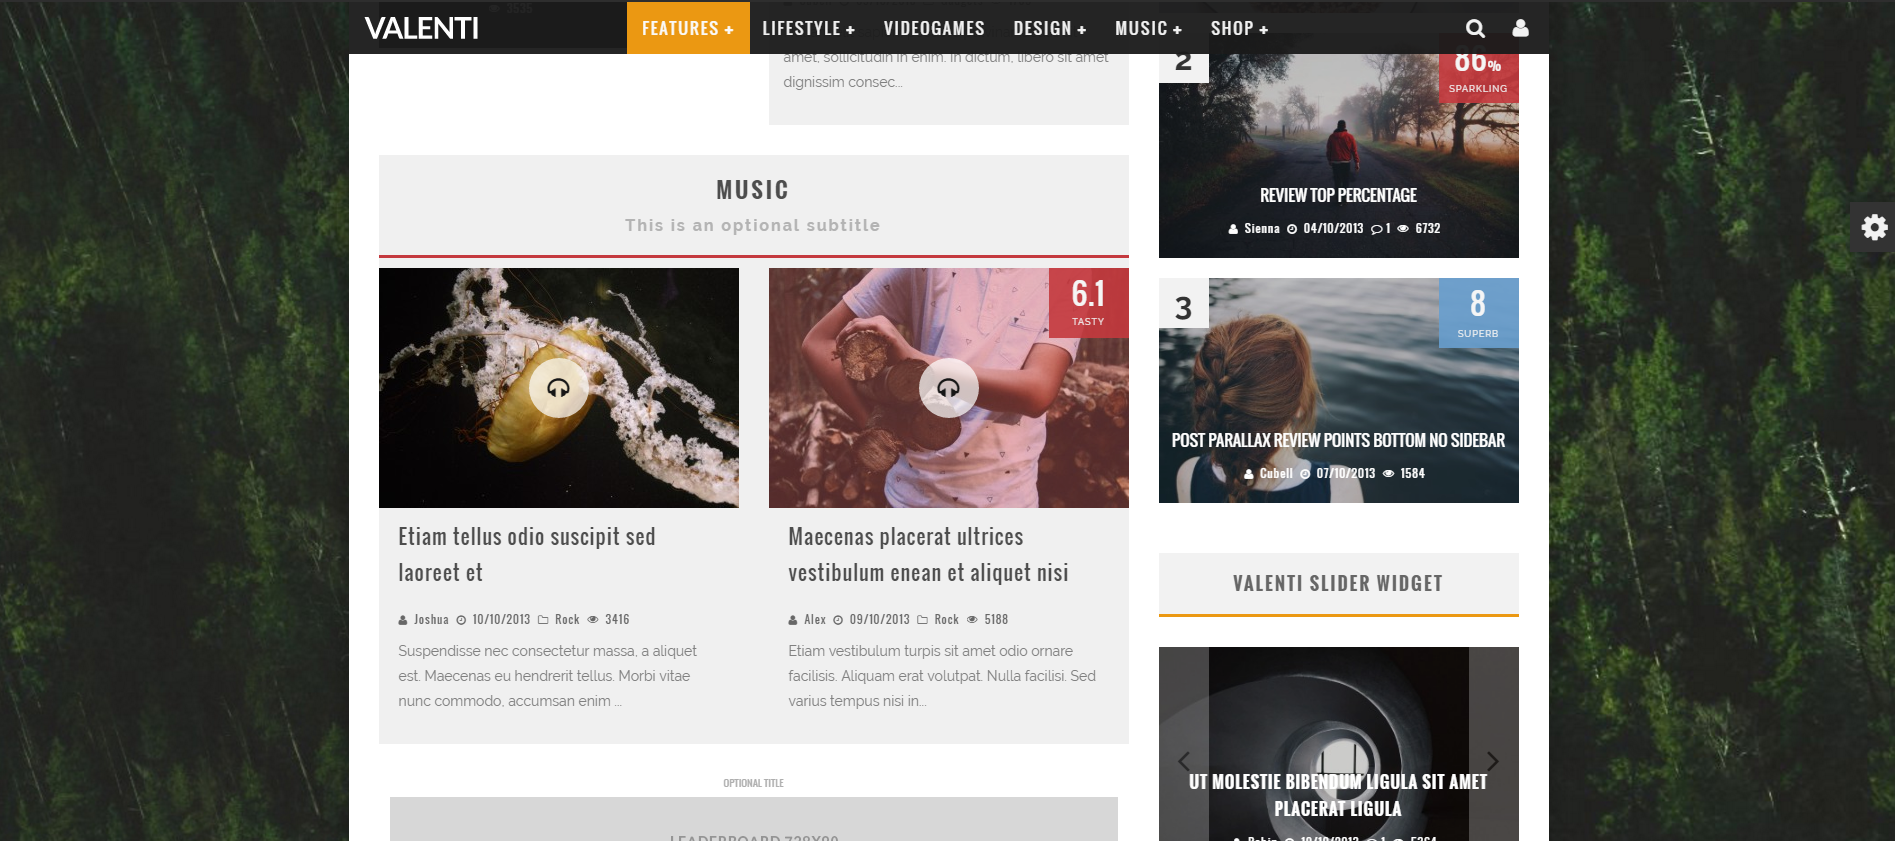 VALENTI
FEATURES +
LIFESTYLE +
VIDEOGAMES
DESIGN +
MUSIC +
SHOP +
3635
amet, sollicitudin in enim. In dictum, libero sit amet
dignissim consec...
MUSIC
This is an optional subtitle
6.1
TASTY
Etiam tellus odio suscipit sed
laoreet et
Joshua 10/10/2013 Rock 3416
Suspendisse nec consectetur massa, a aliquet
est. Maecenas eu hendrerit tellus. Morbi vitae
nunc commodo, accumsan enim ...
Maecenas placerat ultrices
vestibulum enean et aliquet nisi
Alex 09/10/2013 Rock 5188
Etiam vestibulum turpis sit amet odio ornare
facilisis. Aliquam erat volutpat. Nulla facilisi. Sed
varius tempus nisi in...
OPTIONAL TITLE
LEADERBOARD 728X90
2
86%
SPARKLING
REVIEW TOP PERCENTAGE
Sienna 04/10/2013 1 6732
3
8
SUPERB
POST PARALLAX REVIEW POINTS BOTTOM NO SIDEBAR
Cubell 07/10/2013 1584
VALENTI SLIDER WIDGET
UT MOLESTIE BIBENDUM LIGULA SIT AMET
PLACERAT LIGULA
10/10/2013 1 5364